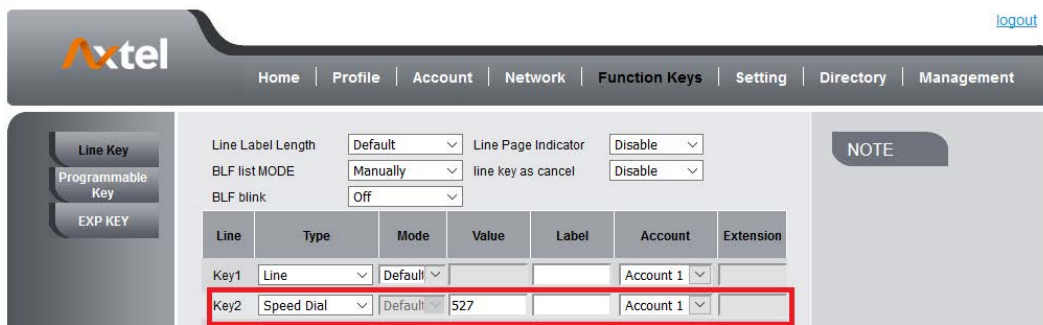 logout
Axtel
Home | Profile | Account | Network | Function Keys | Setting | Directory | Management
Line Key
Programmable Key
EXP KEY
Line Label Length Default Line Page Indicator Disable
BLF list MODE Manually line key as cancel Disable
BLF blink Off
Line Type Mode Value Label Account Extension
Key1 Line Default Account 1
Key2 Speed Dial Default 527 Account 1
NOTE